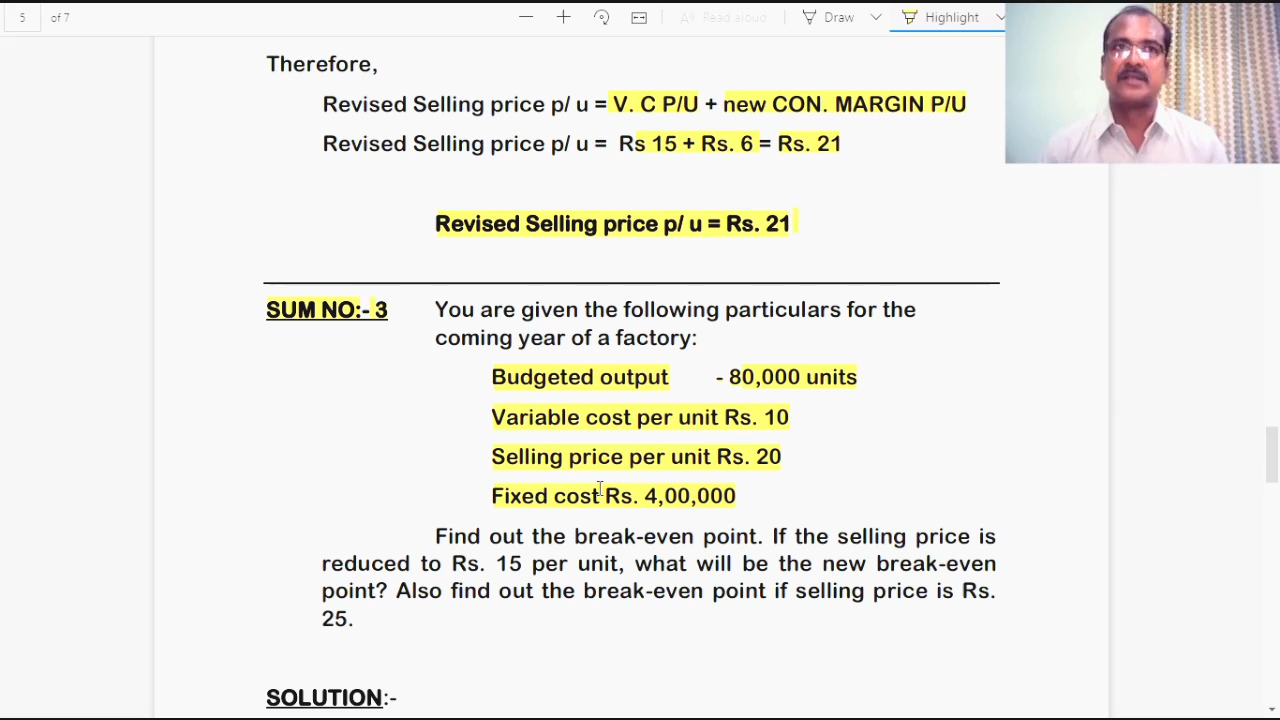 5 of 7 Read aloud Draw Highlight
Therefore,
Revised Selling price p/ u = V. C P/U + new CON. MARGIN P/U
Revised Selling price p/ u = Rs 15 + Rs. 6 = Rs. 21
Revised Selling price p/ u = Rs. 21
SUM NO:- 3 You are given the following particulars for the
coming year of a factory:
Budgeted output - 80,000 units
Variable cost per unit Rs. 10
Selling price per unit Rs. 20
Fixed cost Rs. 4,00,000
Find out the break-even point. If the selling price is
reduced to Rs. 15 per unit, what will be the new break-even
point? Also find out the break-even point if selling price is Rs.
25.
SOLUTION:-